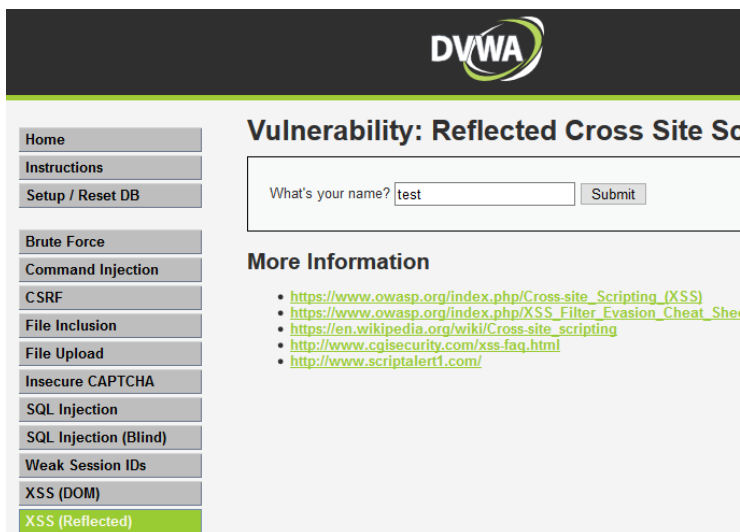 DVWA
Home
Instructions
Setup / Reset DB
Brute Force
Command Injection
CSRF
File Inclusion
File Upload
Insecure CAPTCHA
SQL Injection
SQL Injection (Blind)
Weak Session IDs
XSS (DOM)
XSS (Reflected)
Vulnerability: Reflected Cross Site Sc
What's your name? test Submit
More Information
https://www.owasp.org/index.php/Cross-site_Scripting_(XSS)
https://www.owasp.org/index.php/XSS_Filter_Evasion_Cheat_Shee
https://en.wikipedia.org/wiki/Cross-site_scripting
http://www.cgisecurity.com/xss-faq.html
http://www.scriptalert1.com/